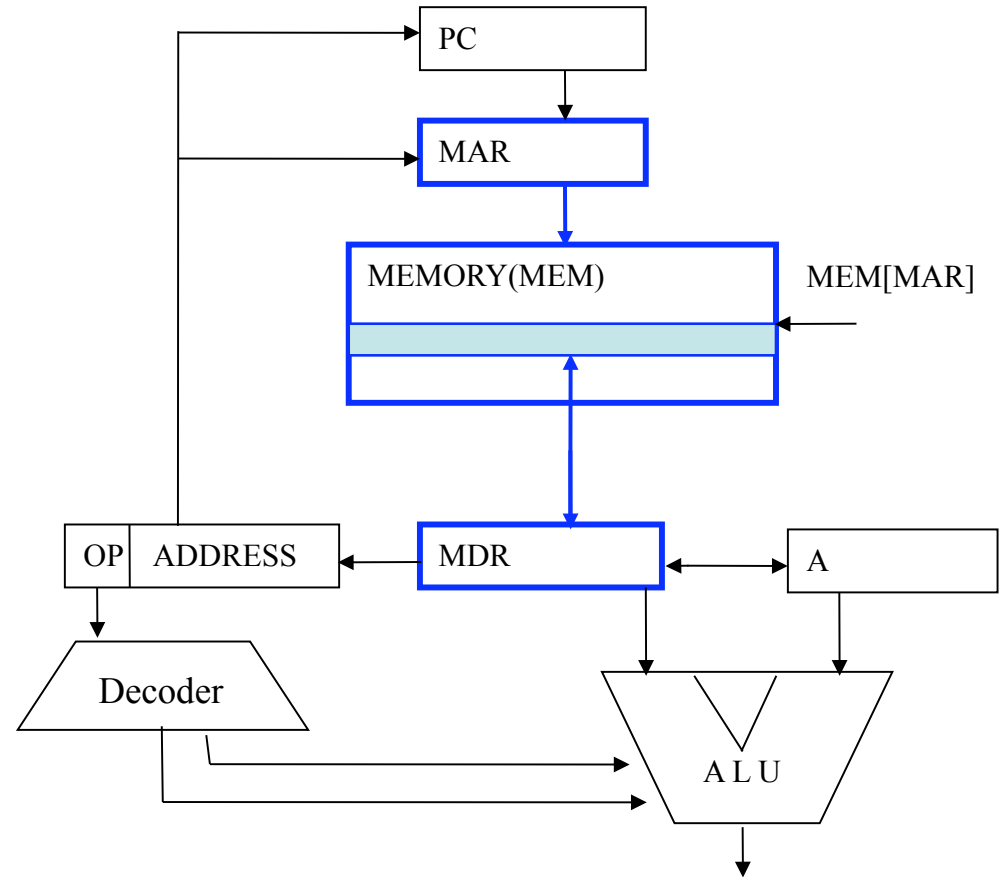 PC
MAR
MEMORY(MEM)
MEM[MAR]
OP ADDRESS
MDR
A
Decoder
A L U